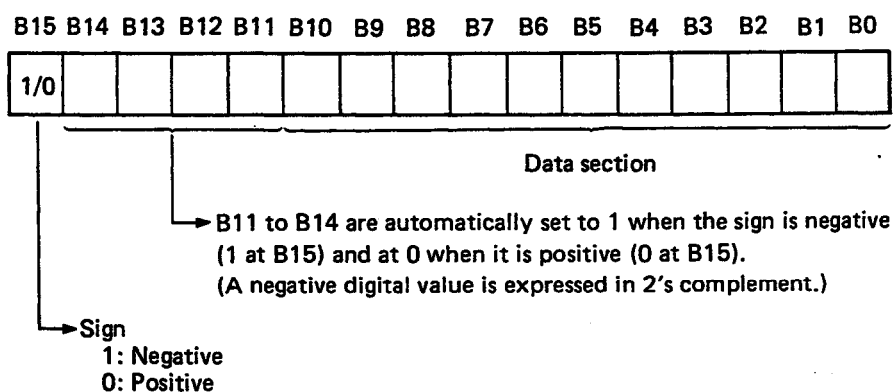 B15 B14 B13 B12 B11 B10 B9 B8 B7 B6 B5 B4 B3 B2 B1 B0
1/0
Data section
B11 to B14 are automatically set to 1 when the sign is negative
(1 at B15) and at 0 when it is positive (0 at B15).
(A negative digital value is expressed in 2's complement.)
Sign
1: Negative
0: Positive